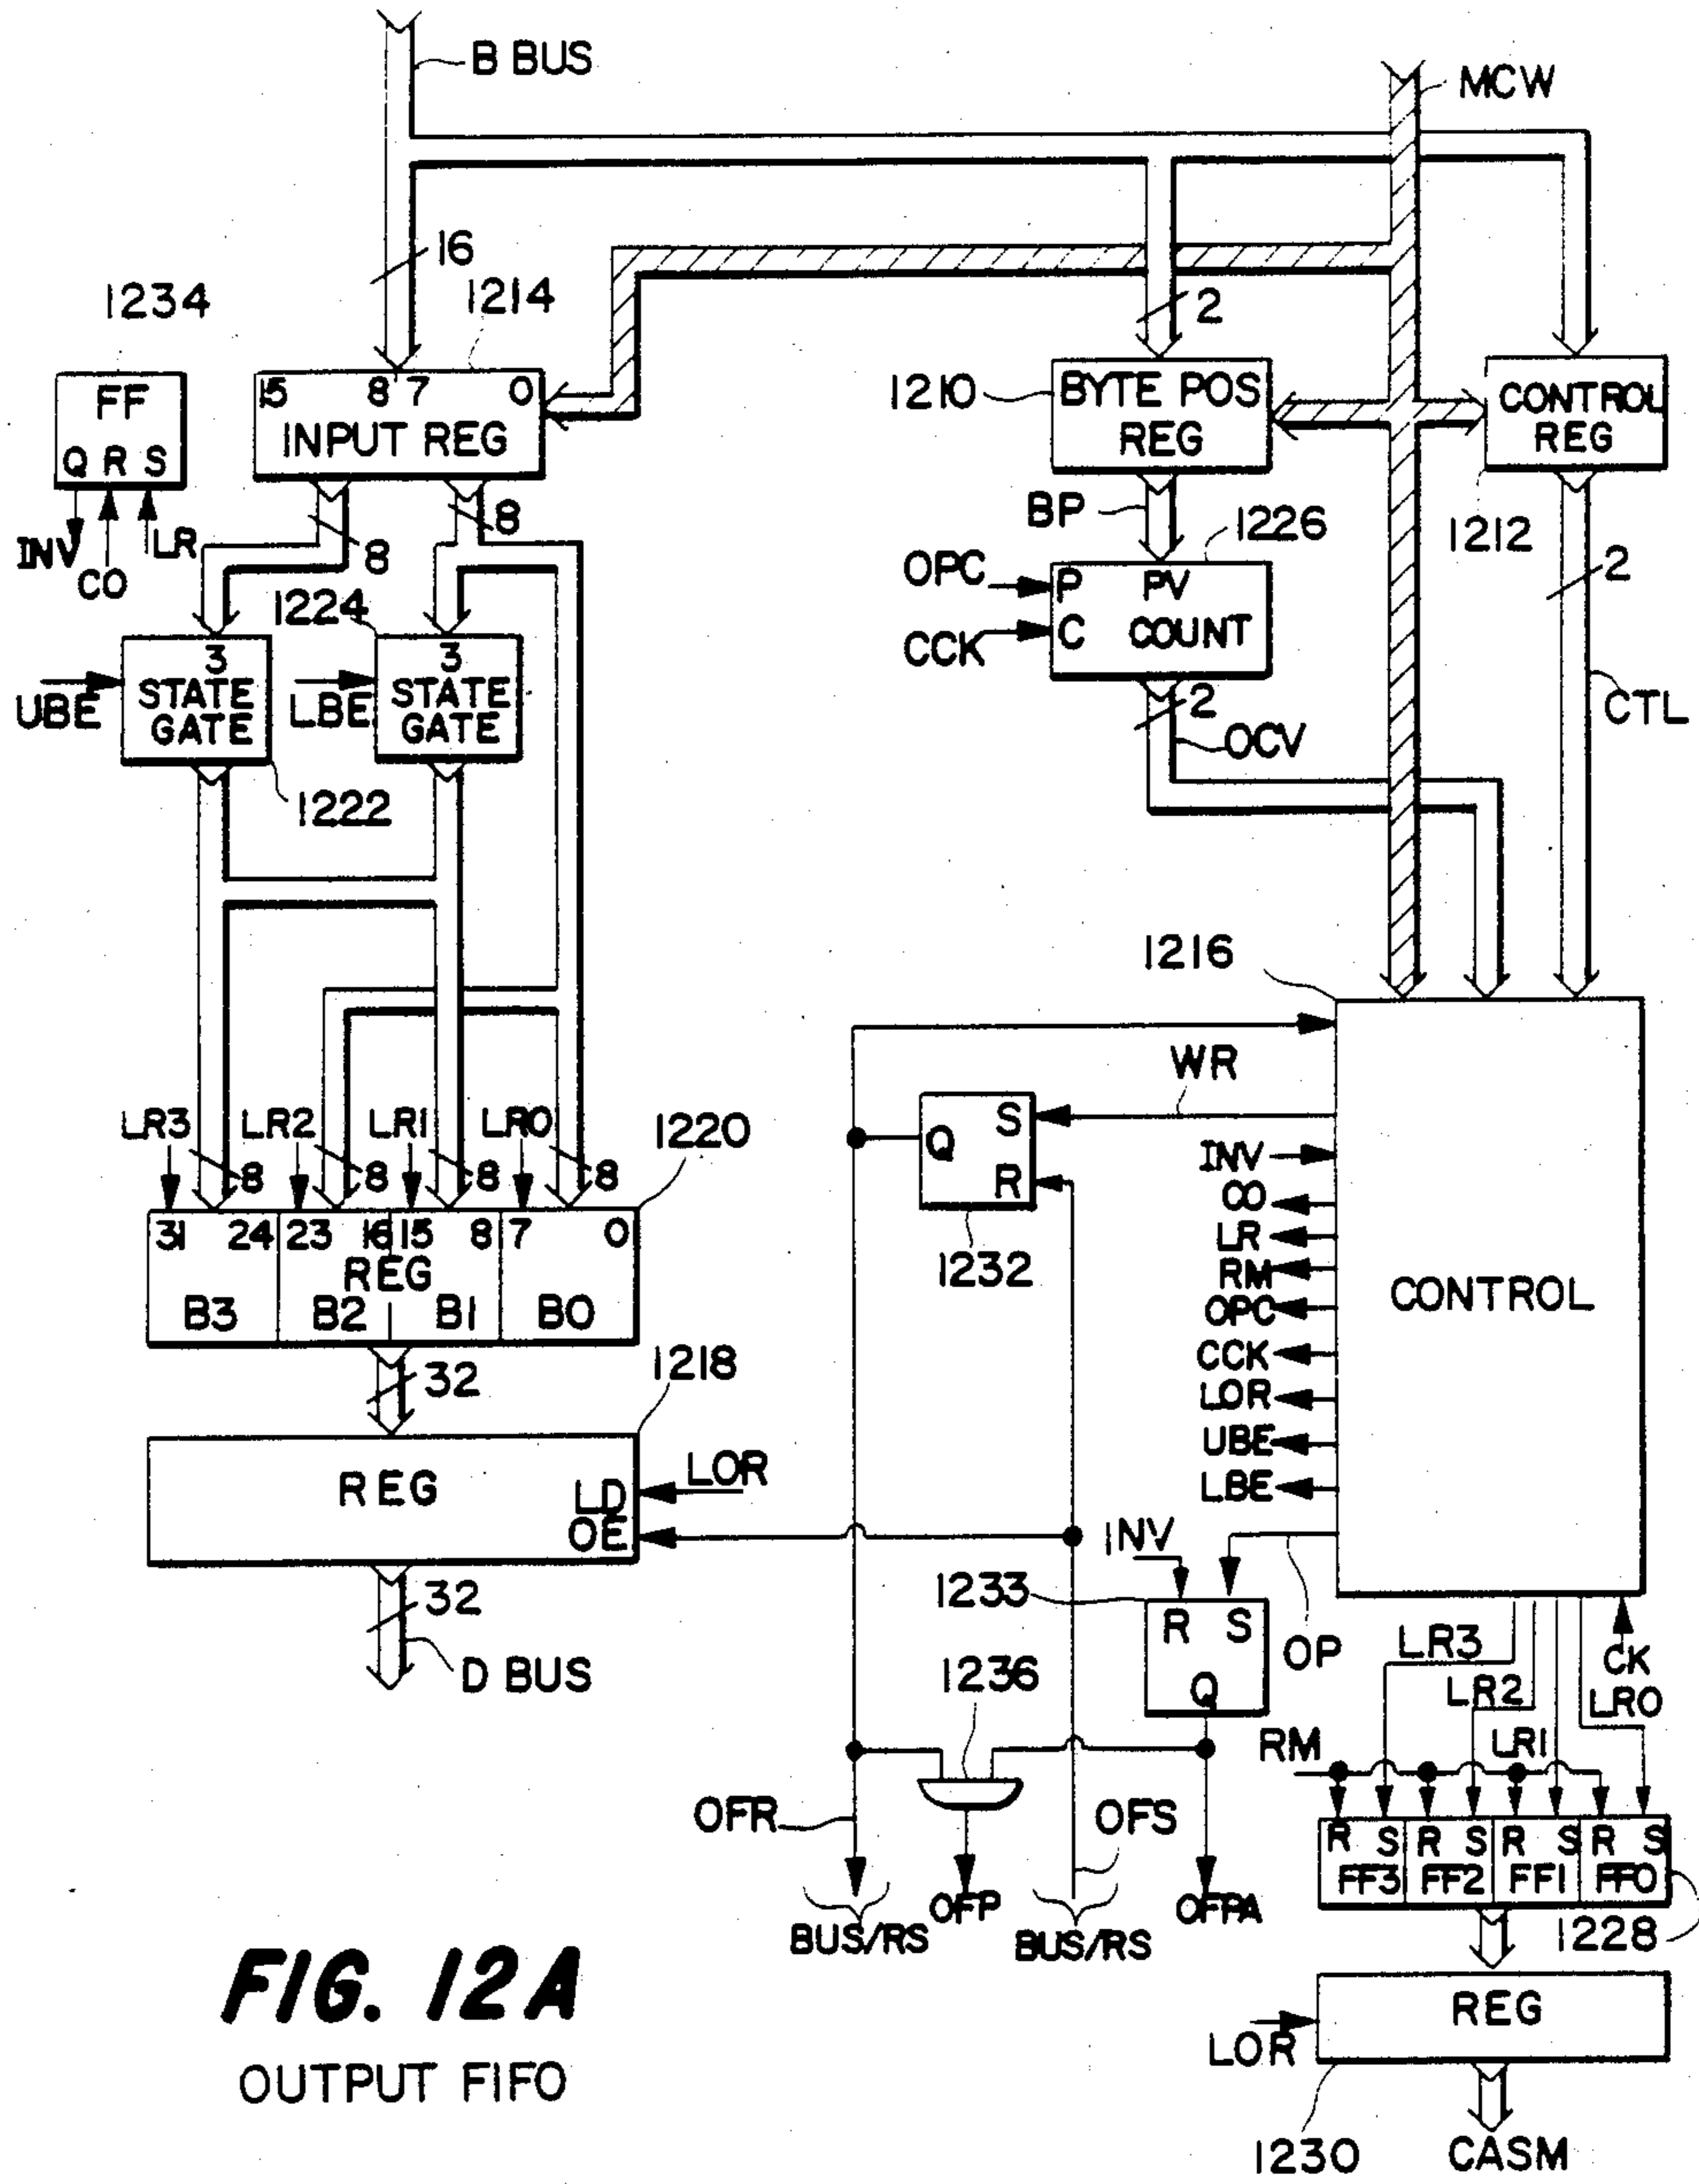 B BUS
MCW
16
1234
1214
2
FF
Q R S
15 8 7 0
INPUT REG
1210
BYTE POS
REG
CONTROL
REG
INV
CO
LR
8
8
BP
1226
1212
2
OPC
P PV
CCK
C COUNT
1224
UBE
3
STATE
GATE
LBE
3
STATE
GATE
2
OCV
CTL
1222
1216
WR
LR3
LR2
LR1
LR0
1220
8
8
8
8
Q S
R
1232
INV
CO
LR
RM
OPC
CCK
LOR
UBE
LBE
CONTROL
31 24 23 16 15 8 7 0
REG
B3 B2 B1 B0
32
1218
REG
LD
OE
LOR
INV
1233
R S
Q
OP
32
D BUS
1236
LR3
LR2
CK
LR0
RM
LR1
OFR
OFS
R S R S R S R S
FF3 FF2 FF1 FF0
BUS/RS
OFP
BUS/RS
OFPA
1228
REG
LOR
1230
CASM
FIG. 12A
OUTPUT FIFO